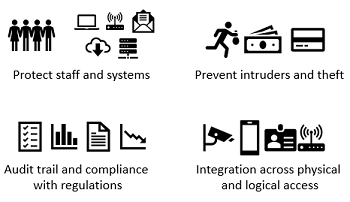 Protect staff and systems
Prevent intruders and theft
Audit trail and compliance
with regulations
Integration across physical
and logical access